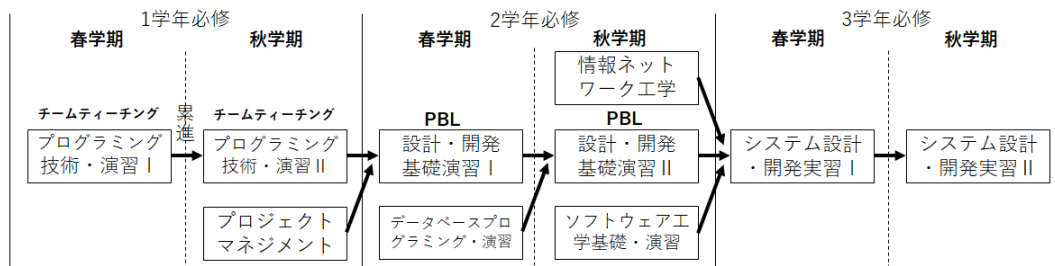 1学年必修
2学年必修
3学年必修
春学期
秋学期
春学期
秋学期
春学期
秋学期
情報ネット
ワーク工学
チームティーチング
累進
チームティーチング
PBL
PBL
プログラミング
技術・演習Ⅰ
プログラミング
技術・演習Ⅱ
設計・開発
基礎演習Ⅰ
設計・開発
基礎演習Ⅱ
システム設計
・開発実習Ⅰ
システム設計
・開発実習Ⅱ
プロジェクト
マネジメント
データベースプロ
グラミング・演習
ソフトウェア工
学基礎・演習